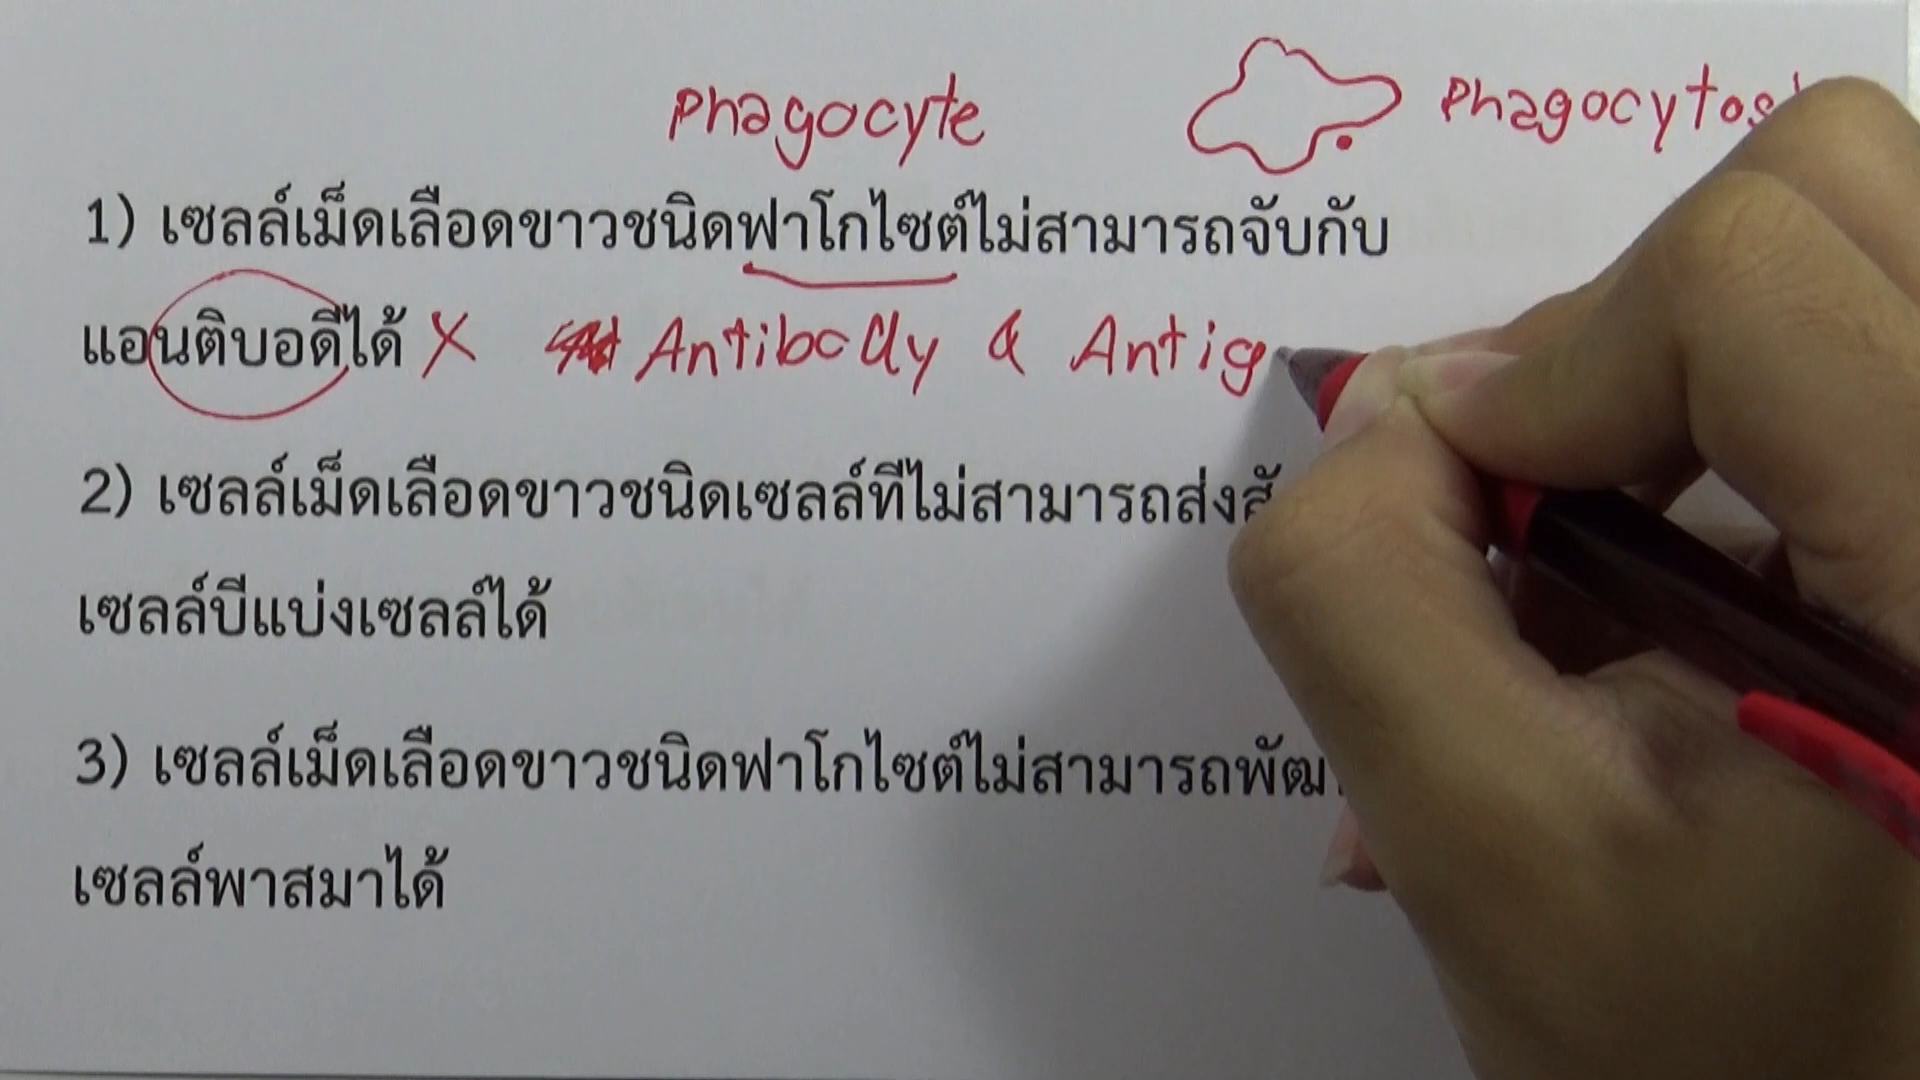 Phagocyte Phagocytos
1) เซลล์เม็ดเลือดขาวชนิดฟาโกไซต์ไม่สามารถจับกับ
แอนติบอดีได้ X Antibody & Antig
2) เซลล์เม็ดเลือดขาวชนิดเซลล์ทีไม่สามารถส่ง
เซลล์บีแบ่งเซลล์ได้
3) เซลล์เม็ดเลือดขาวชนิดฟาโกไซต์ไม่สามารถพัฒ
เซลล์พาสมาได้